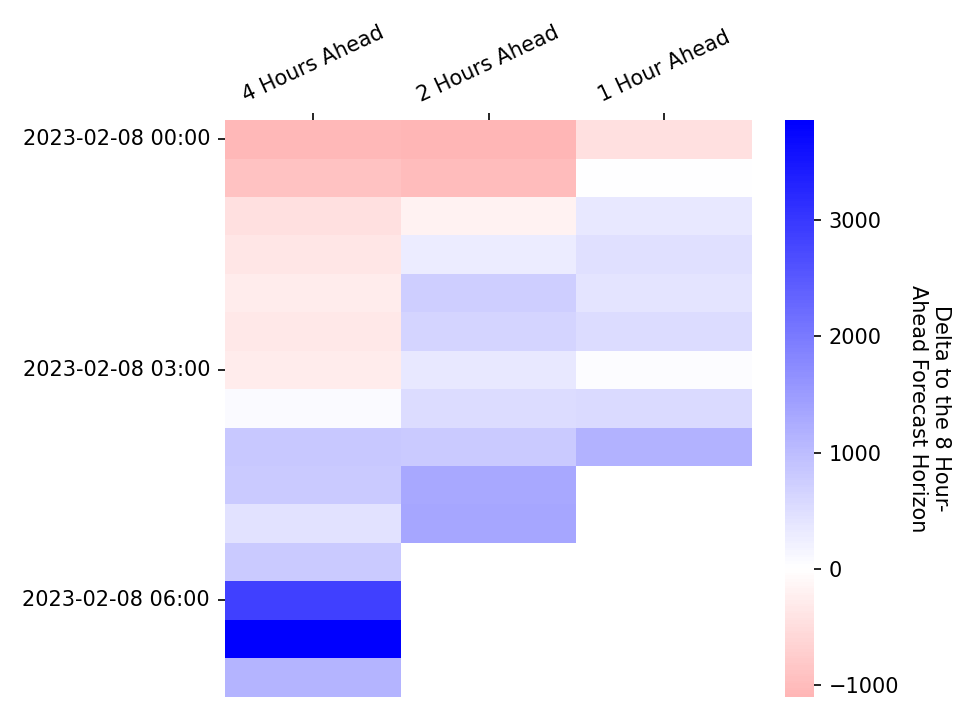 4 Hours Ahead
2 Hours Ahead
1 Hour Ahead
2023-02-08 00:00
2023-02-08 03:00
2023-02-08 06:00
3000
2000
1000
0
−1000
Delta to the 8 Hour-
Ahead Forecast Horizon